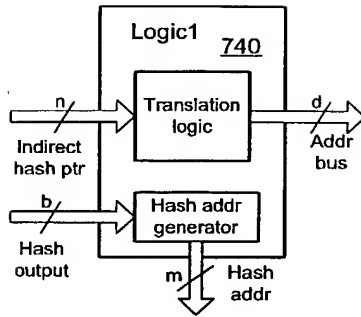 Logic1
740
n
Translation
logic
d
Indirect
hash ptr
Addr
bus
b
Hash addr
generator
Hash
output
m
Hash
addr